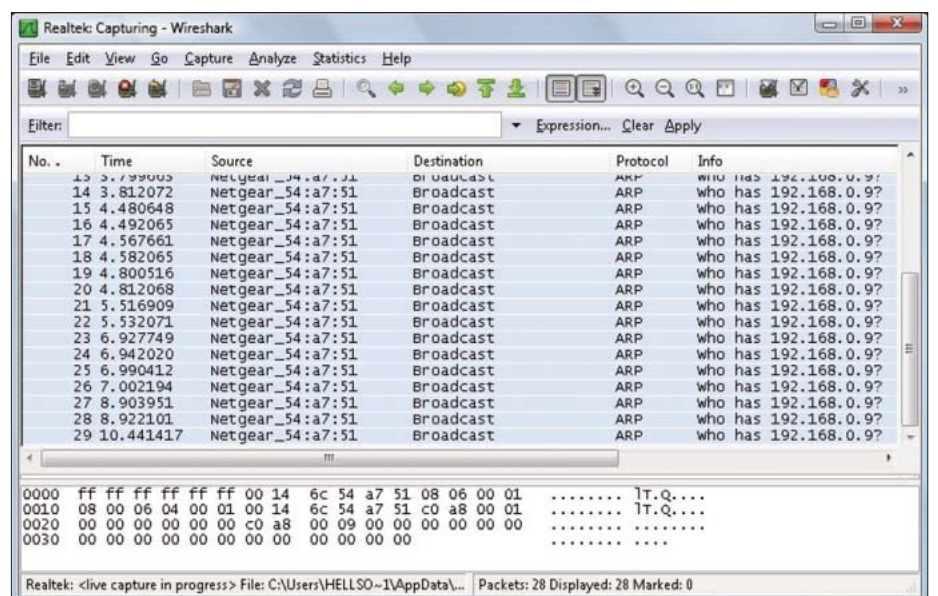 Realtek: Capturing - Wireshark
File Edit View Go Capture Analyze Statistics Help
Filter: Expression... Clear Apply
No. . Time Source Destination Protocol Info
13 3.799065 Netgear_54:a7:51 Broadcast ARP who has 192.168.0.9?
14 3.812072 Netgear_54:a7:51 Broadcast ARP who has 192.168.0.9?
15 4.480648 Netgear_54:a7:51 Broadcast ARP who has 192.168.0.9?
16 4.492065 Netgear_54:a7:51 Broadcast ARP who has 192.168.0.9?
17 4.567661 Netgear_54:a7:51 Broadcast ARP who has 192.168.0.9?
18 4.582065 Netgear_54:a7:51 Broadcast ARP who has 192.168.0.9?
19 4.800516 Netgear_54:a7:51 Broadcast ARP who has 192.168.0.9?
20 4.812068 Netgear_54:a7:51 Broadcast ARP who has 192.168.0.9?
21 5.516909 Netgear_54:a7:51 Broadcast ARP who has 192.168.0.9?
22 5.532071 Netgear_54:a7:51 Broadcast ARP who has 192.168.0.9?
23 6.927749 Netgear_54:a7:51 Broadcast ARP who has 192.168.0.9?
24 6.942020 Netgear_54:a7:51 Broadcast ARP who has 192.168.0.9?
25 6.990412 Netgear_54:a7:51 Broadcast ARP who has 192.168.0.9?
26 7.002194 Netgear_54:a7:51 Broadcast ARP who has 192.168.0.9?
27 8.903951 Netgear_54:a7:51 Broadcast ARP who has 192.168.0.9?
28 8.922101 Netgear_54:a7:51 Broadcast ARP who has 192.168.0.9?
29 10.441417 Netgear_54:a7:51 Broadcast ARP who has 192.168.0.9?
0000 ff ff ff ff ff ff 00 14 6c 54 a7 51 08 06 00 01 ........ lT.Q....
0010 08 00 06 04 00 01 00 14 6c 54 a7 51 c0 a8 00 01 ........ lT.Q....
0020 00 00 00 00 00 00 c0 a8 00 09 00 00 00 00 00 00 ........ ........
0030 00 00 00 00 00 00 00 00 00 00 00 00 ........ ....
Realtek: <live capture in progress> File: C:\Users\HELLSO~1\AppData\... Packets: 28 Displayed: 28 Marked: 0